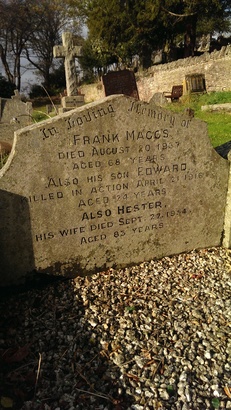 In Loving Memory of
FRANK MAGGS,
DIED AUGUST 20 1937
AGED 68 YEARS.
ALSO HIS SON EDWARD,
KILLED IN ACTION APRIL 21 1918
AGED YEARS
ALSO HESTER,
HIS WIFE DIED SEPT. 22, 1954,
AGED 83 YEARS